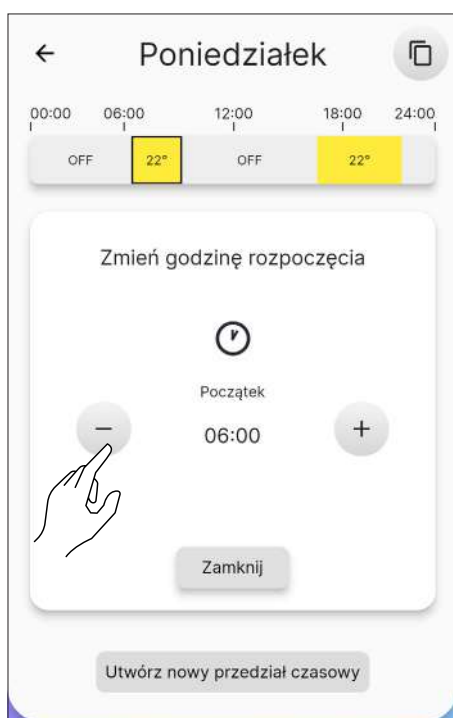 Poniedziałek
00:00 06:00 12:00 18:00 24:00
OFF 22° OFF 22°
Zmień godzinę rozpoczęcia
Początek
06:00
− +
Zamknij
Utwórz nowy przedział czasowy